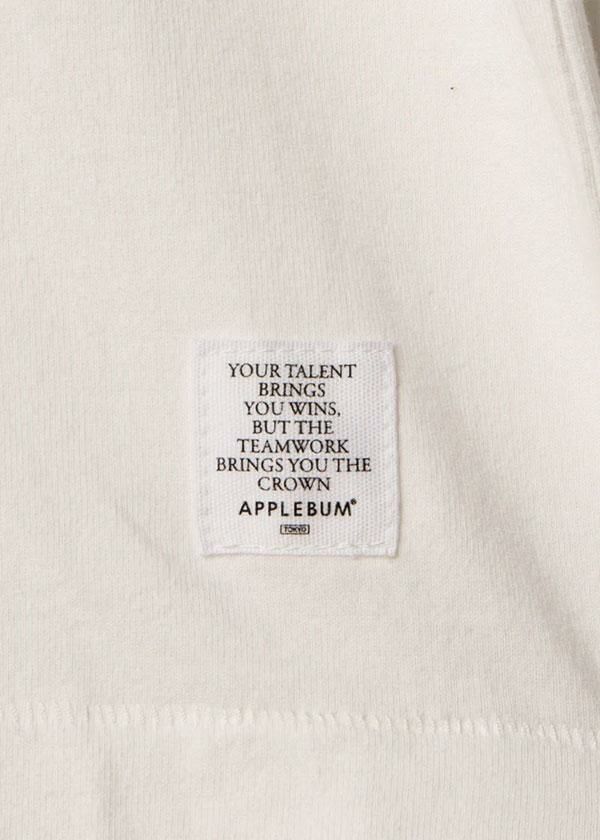 YOUR TALENT
BRINGS
YOU WINS,
BUT THE
TEAMWORK
BRINGS YOU THE
CROWN
APPLEBUM®
TOKYO